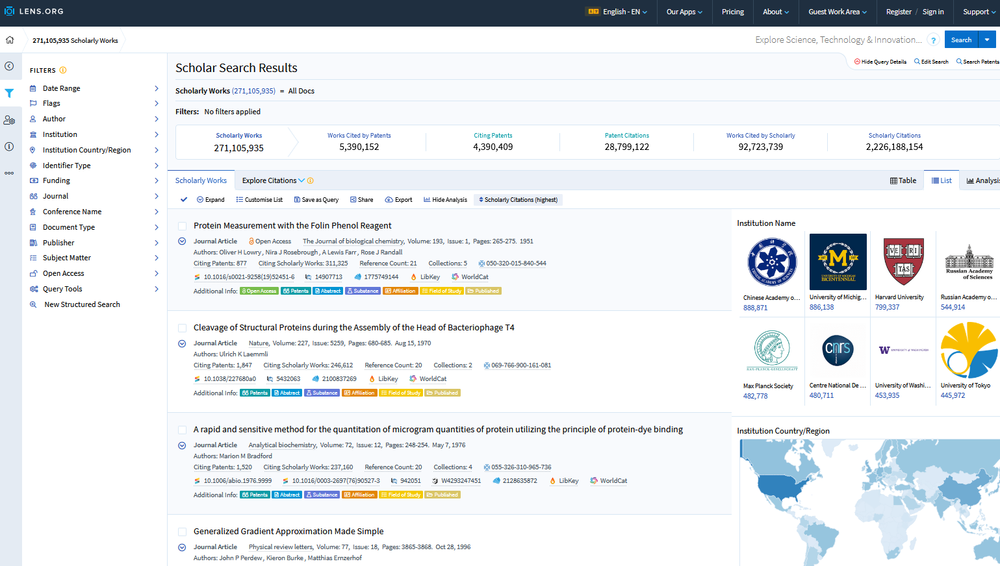 LENS.ORG
English - EN
Our Apps
Pricing
About
Guest Work Area
Register / Sign in
Support
271,105,935 Scholarly Works
Explore Science, Technology & Innovation...
?
Search
FILTERS
Date Range
Flags
Author
Institution
Institution Country/Region
Identifier Type
Funding
Journal
Conference Name
Document Type
Publisher
Subject Matter
Open Access
Query Tools
New Structured Search
Scholar Search Results
Hide Query Details
Edit Search
Search Patents
Scholarly Works (271,105,935) = All Docs
Filters: No filters applied
Scholarly Works
271,105,935
Works Cited by Patents
5,390,152
Citing Patents
4,390,409
Patent Citations
28,799,122
Works Cited by Scholarly
92,723,739
Scholarly Citations
2,226,188,154
Scholarly Works
Explore Citations
Table
List
Analysis
Expand
Customise List
Save as Query
Share
Export
Hide Analysis
Scholarly Citations (highest)
Protein Measurement with the Folin Phenol Reagent
Journal Article Open Access The Journal of biological chemistry, Volume: 193, Issue: 1, Pages: 265-275. 1951
Authors: Oliver H Lowry, Nira J Rosebrough, A Lewis Farr, Rose J Randall
Citing Patents: 877 Citing Scholarly Works: 311,325 Reference Count: 21 Collections: 5 050-320-015-840-544
10.1016/s0021-9258(19)52451-6 14907713 1775749144 LibKey WorldCat
Additional Info: Open Access Patents Abstract Substance Affiliation Field of Study Published
Cleavage of Structural Proteins during the Assembly of the Head of Bacteriophage T4
Journal Article Nature, Volume: 227, Issue: 5259, Pages: 680-685. Aug 15, 1970
Authors: Ulrich K Laemmli
Citing Patents: 1,847 Citing Scholarly Works: 246,612 Reference Count: 20 Collections: 2 069-766-900-161-081
10.1038/227680a0 5432063 2100837269 LibKey WorldCat
Additional Info: Patents Abstract Substance Affiliation Field of Study Published
A rapid and sensitive method for the quantitation of microgram quantities of protein utilizing the principle of protein-dye binding
Journal Article Analytical biochemistry, Volume: 72, Issue: 12, Pages: 248-254. May 7, 1976
Authors: Marion M Bradford
Citing Patents: 1,520 Citing Scholarly Works: 237,160 Reference Count: 20 Collections: 4 055-326-310-965-736
10.1006/abio.1976.9999 10.1016/0003-2697(76)90527-3 942051 W4293247451 2128635872 LibKey WorldCat
Additional Info: Patents Abstract Substance Affiliation Field of Study Published
Generalized Gradient Approximation Made Simple
Journal Article Physical review letters, Volume: 77, Issue: 18, Pages: 3865-3868. Oct 28, 1996
Authors: John P Perdew, Kieron Burke, Matthias Ernzerhof
Institution Name
M
UNIVERSITY OF MICHIGAN
BICENTENNIAL
VE RI
TAS
Russian Academy
of Sciences
Chinese Academy o...
888,871
University of Michig...
886,138
Harvard University
799,337
Russian Academy o...
544,914
MAX-PLANCK-GESELLSCHAFT
cnrs
W UNIVERSITY of WASHINGTON
Max Planck Society
482,778
Centre National De ...
480,711
University of Washi...
453,935
University of Tokyo
445,972
Institution Country/Region